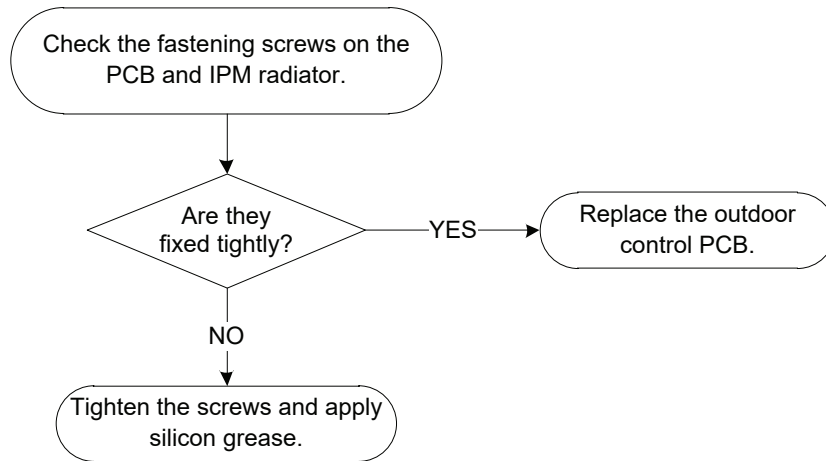 Check the fastening screws on the
PCB and IPM radiator.
Are they
fixed tightly?
YES
Replace the outdoor
control PCB.
NO
Tighten the screws and apply
silicon grease.